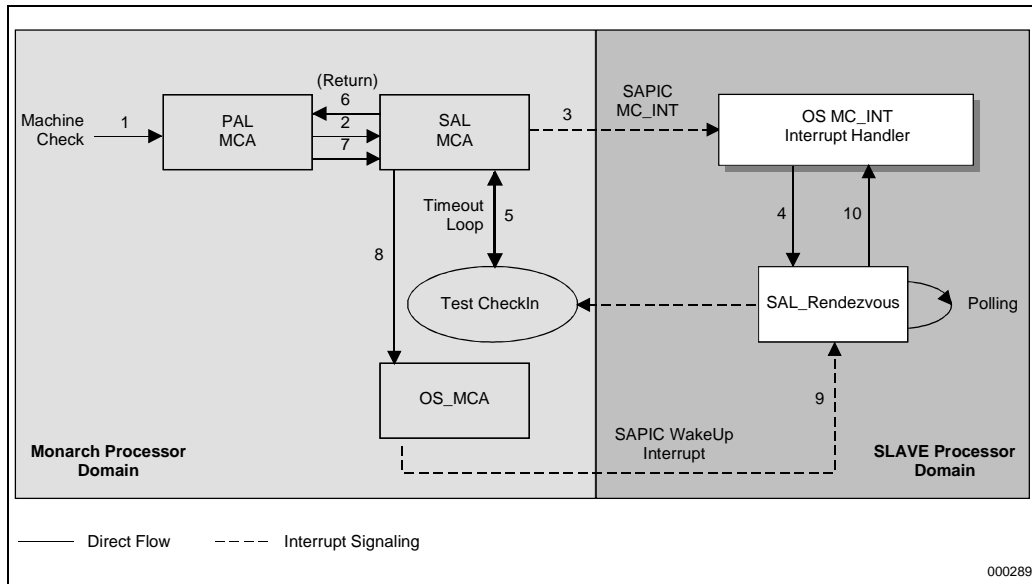 (Return)
Machine
Check
1
PAL
MCA
6
2
7
SAL
MCA
3
SAPIC
MC_INT
OS MC_INT
Interrupt Handler
Timeout
Loop
5
4
10
8
Test CheckIn
SAL_Rendezvous
Polling
OS_MCA
9
SAPIC WakeUp
Interrupt
Monarch Processor
Domain
SLAVE Processor
Domain
Direct Flow
Interrupt Signaling
000289